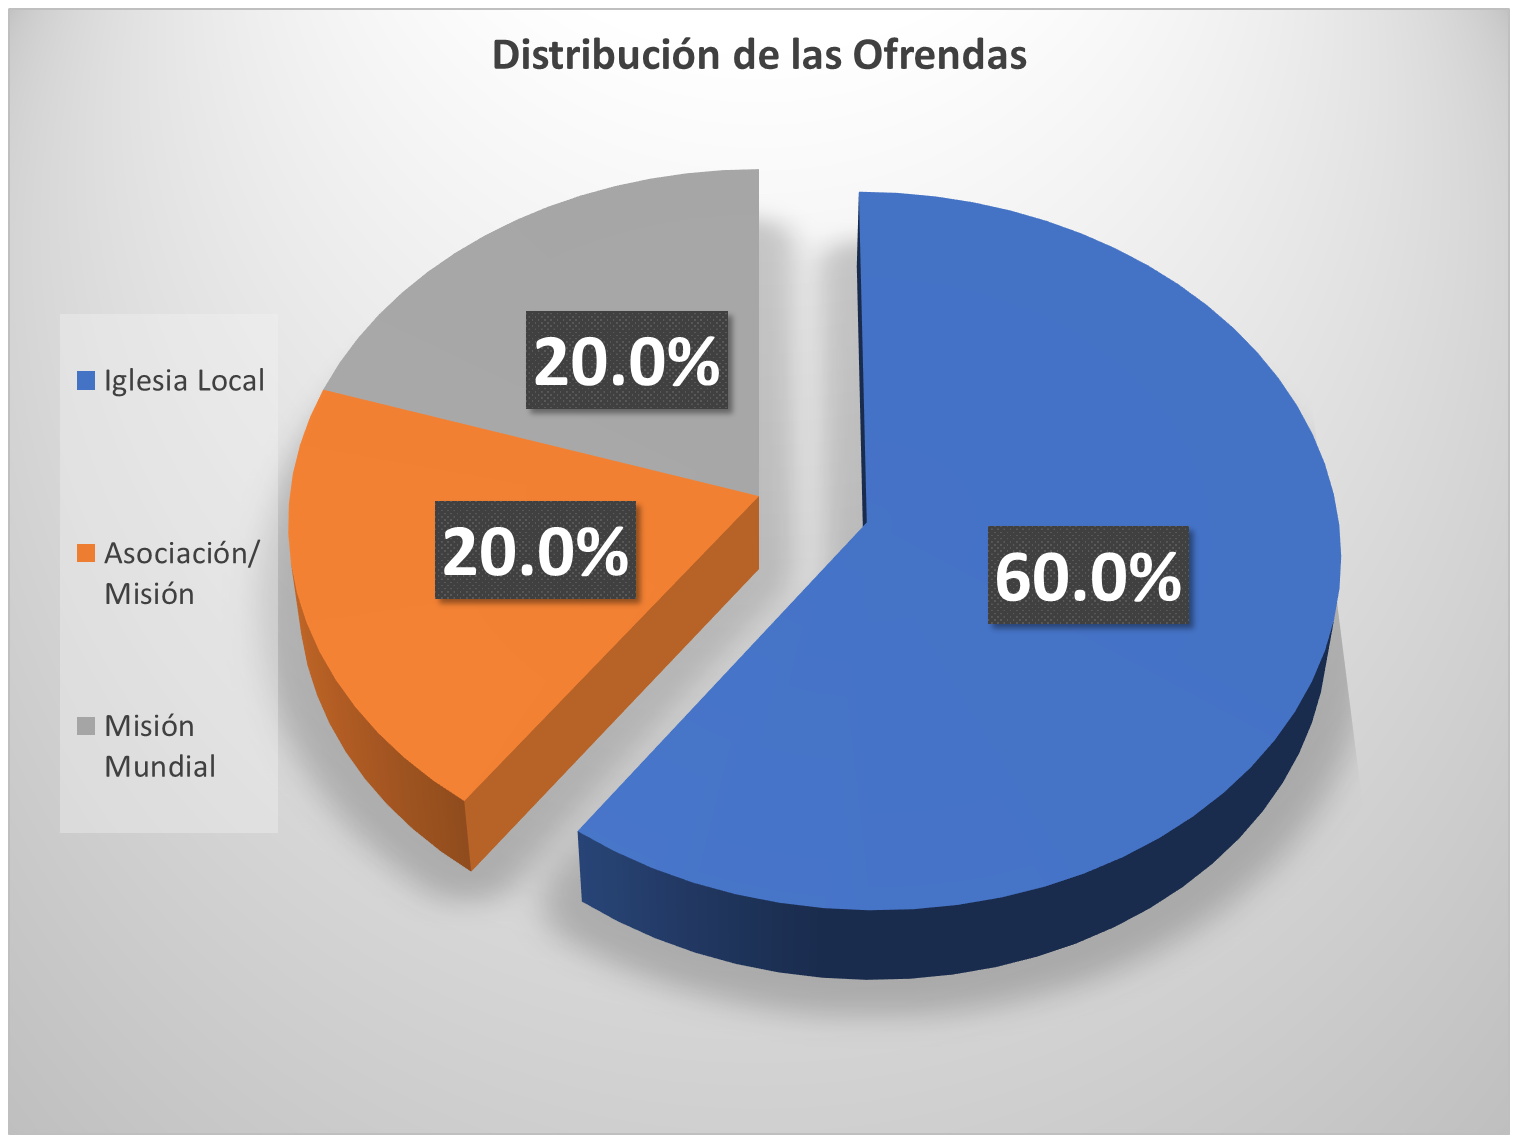 Distribución de las Ofrendas
20.0%
Iglesia Local
20.0%
Asociación/
Misión
60.0%
Misión
Mundial